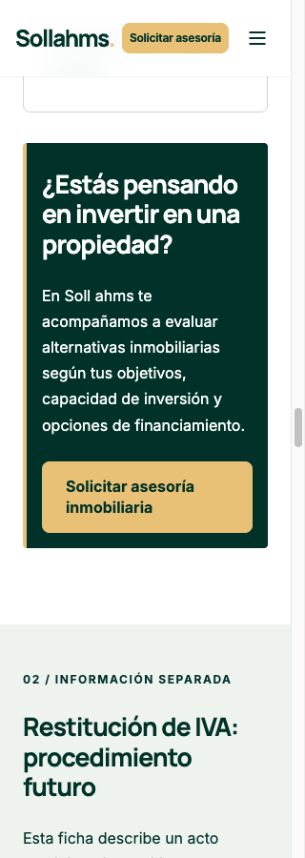 Sollahms.
Solicitar asesoría
¿Estás pensando
en invertir en una
propiedad?
En Soll ahms te
acompañamos a evaluar
alternativas inmobiliarias
según tus objetivos,
capacidad de inversión y
opciones de financiamiento.
Solicitar asesoría
inmobiliaria
02 / INFORMACIÓN SEPARADA
Restitución de IVA:
procedimiento
futuro
Esta ficha describe un acto